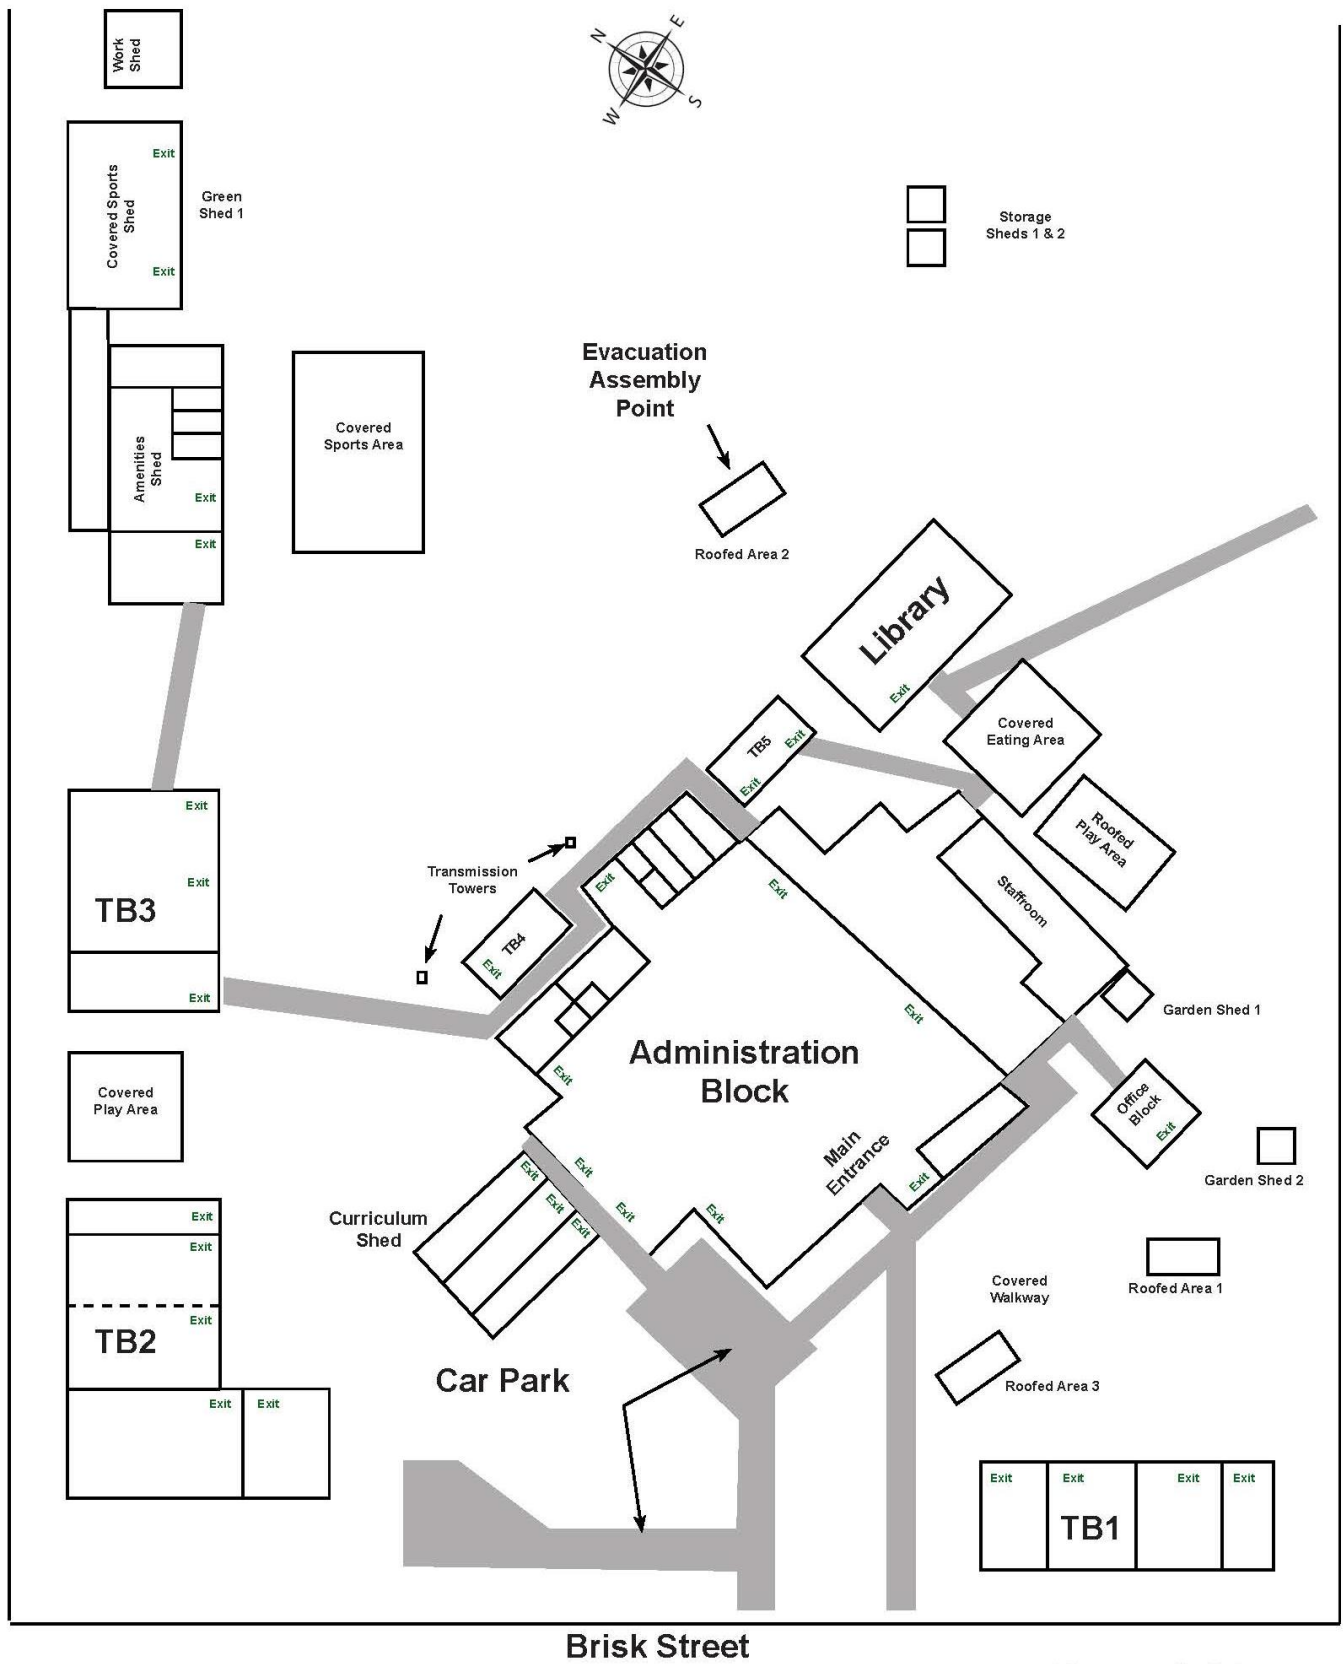 Work
Shed
N
E
W
S
Exit
Covered Sports
Shed
Exit
Green
Shed 1
Storage
Sheds 1 & 2
Evacuation
Assembly
Point
Covered
Sports Area
Amenities
Shed
Exit
Exit
Roofed Area 2
Library
Exit
Covered
Eating Area
TB5
Exit
Exit
Roofed
Play Area
Transmission
Towers
Exit
Exit
Staffroom
Exit
Exit
TB3
Exit
TB4
Exit
Garden Shed 1
Exit
Administration
Block
Exit
Covered
Play Area
Office
Block
Exit
Main
Entrance
Exit
Garden Shed 2
Exit
Exit
Exit
Exit
Exit
Exit
Curriculum
Shed
Exit
Exit
Exit
TB2
Covered
Walkway
Roofed Area 1
Car Park
Roofed Area 3
Exit
Exit
Exit
Exit
Exit
Exit
TB1
Brisk Street